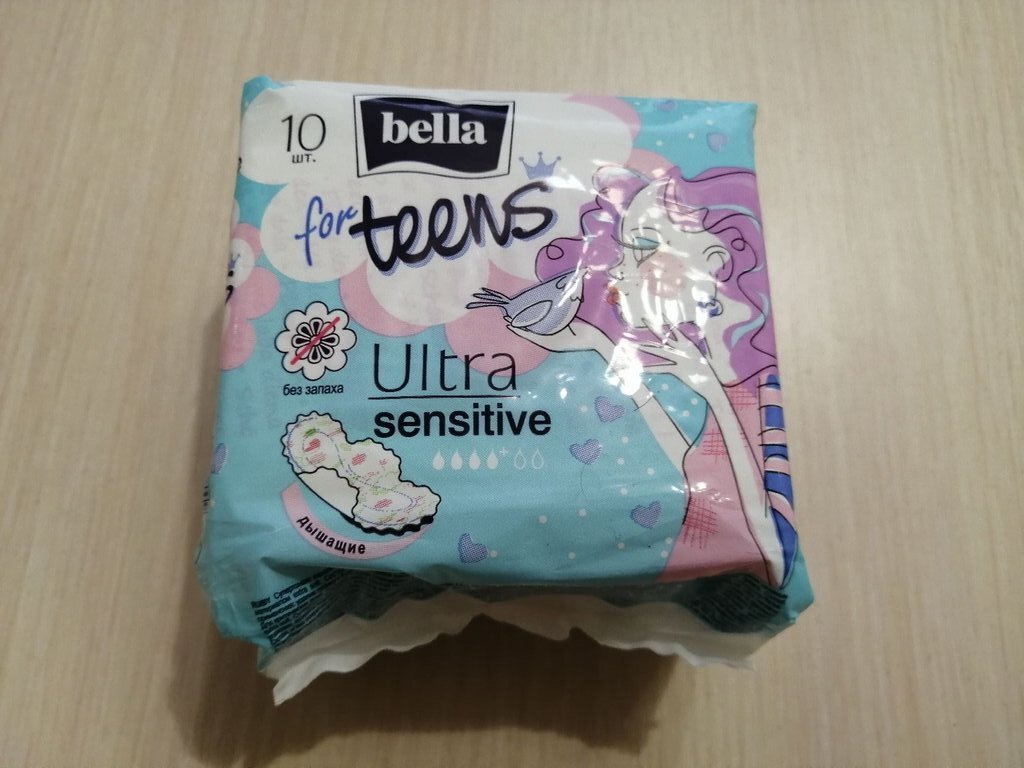 10
шт.
bella
for teens
без запаха
Ultra
sensitive
дышащие